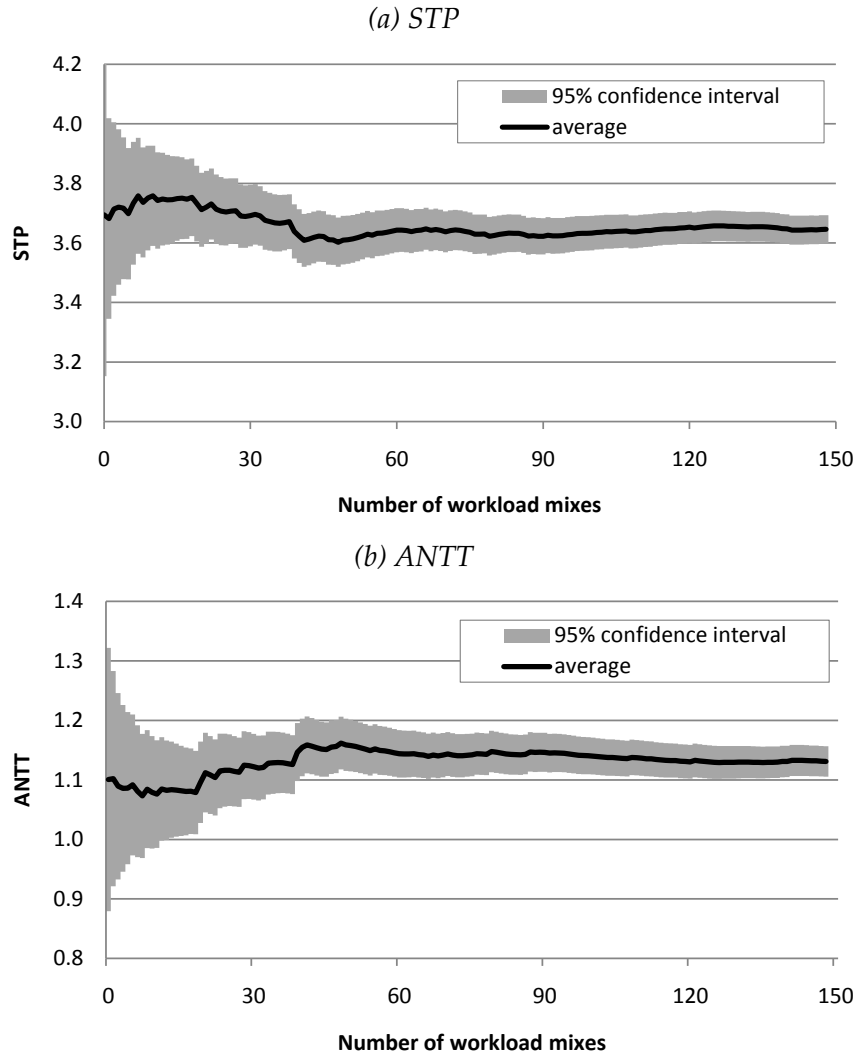 (a) STP
4.2
4.0
3.8
3.6
3.4
3.2
3.0
STP
95% confidence interval
average
0 30 60 90 120 150
Number of workload mixes
(b) ANTT
1.4
1.3
1.2
1.1
1.0
0.9
0.8
ANTT
95% confidence interval
average
0 30 60 90 120 150
Number of workload mixes